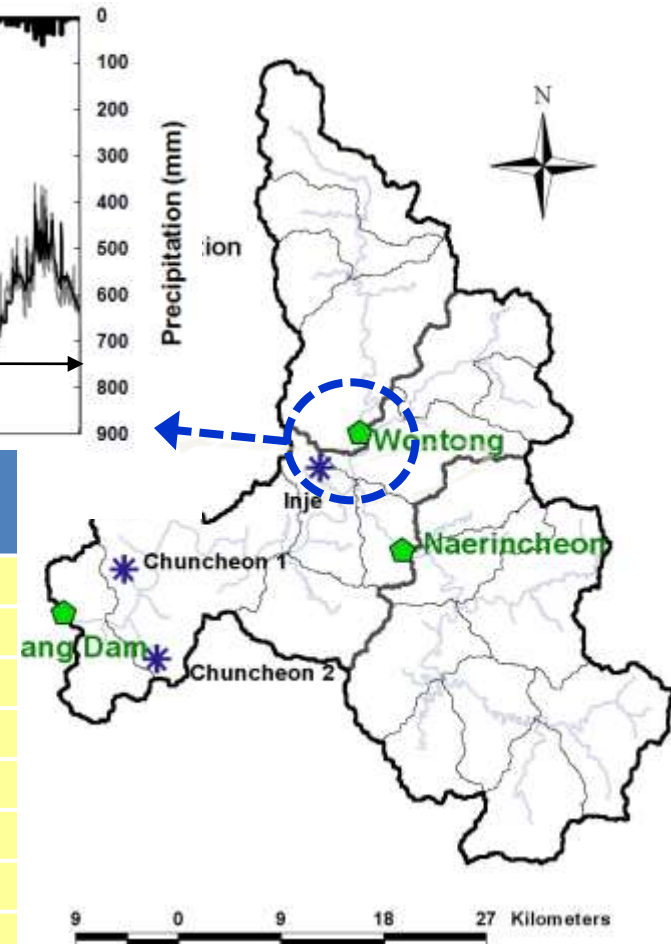 0
100
200
300
400
500
600
700
800
900
Precipitation (mm)
N
tion
Wontong
Inje
Naerincheon
Chuncheon 1
ang Dam
Chuncheon 2
9 0 9 18 27 Kilometers